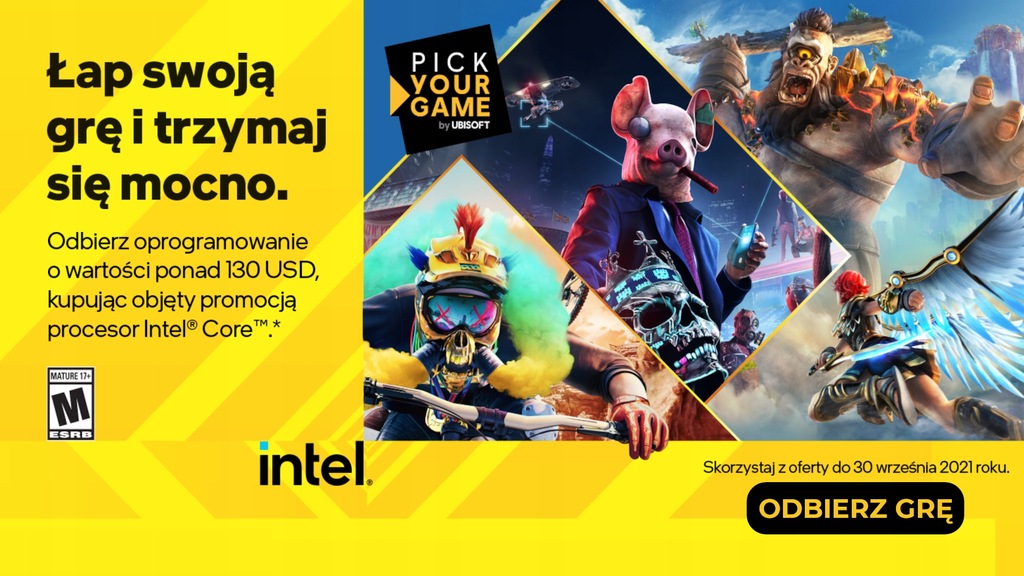 Łap swoją
grę i trzymaj
się mocno.
Odbierz oprogramowanie
o wartości ponad 130 USD,
kupując objęty promocją
procesor Intel® Core™.*
MATURE 17+
M
ESRB
PICK
YOUR
GAME
by UBISOFT
intel®
Skorzystaj z oferty do 30 września 2021 roku.
ODBIERZ GRĘ